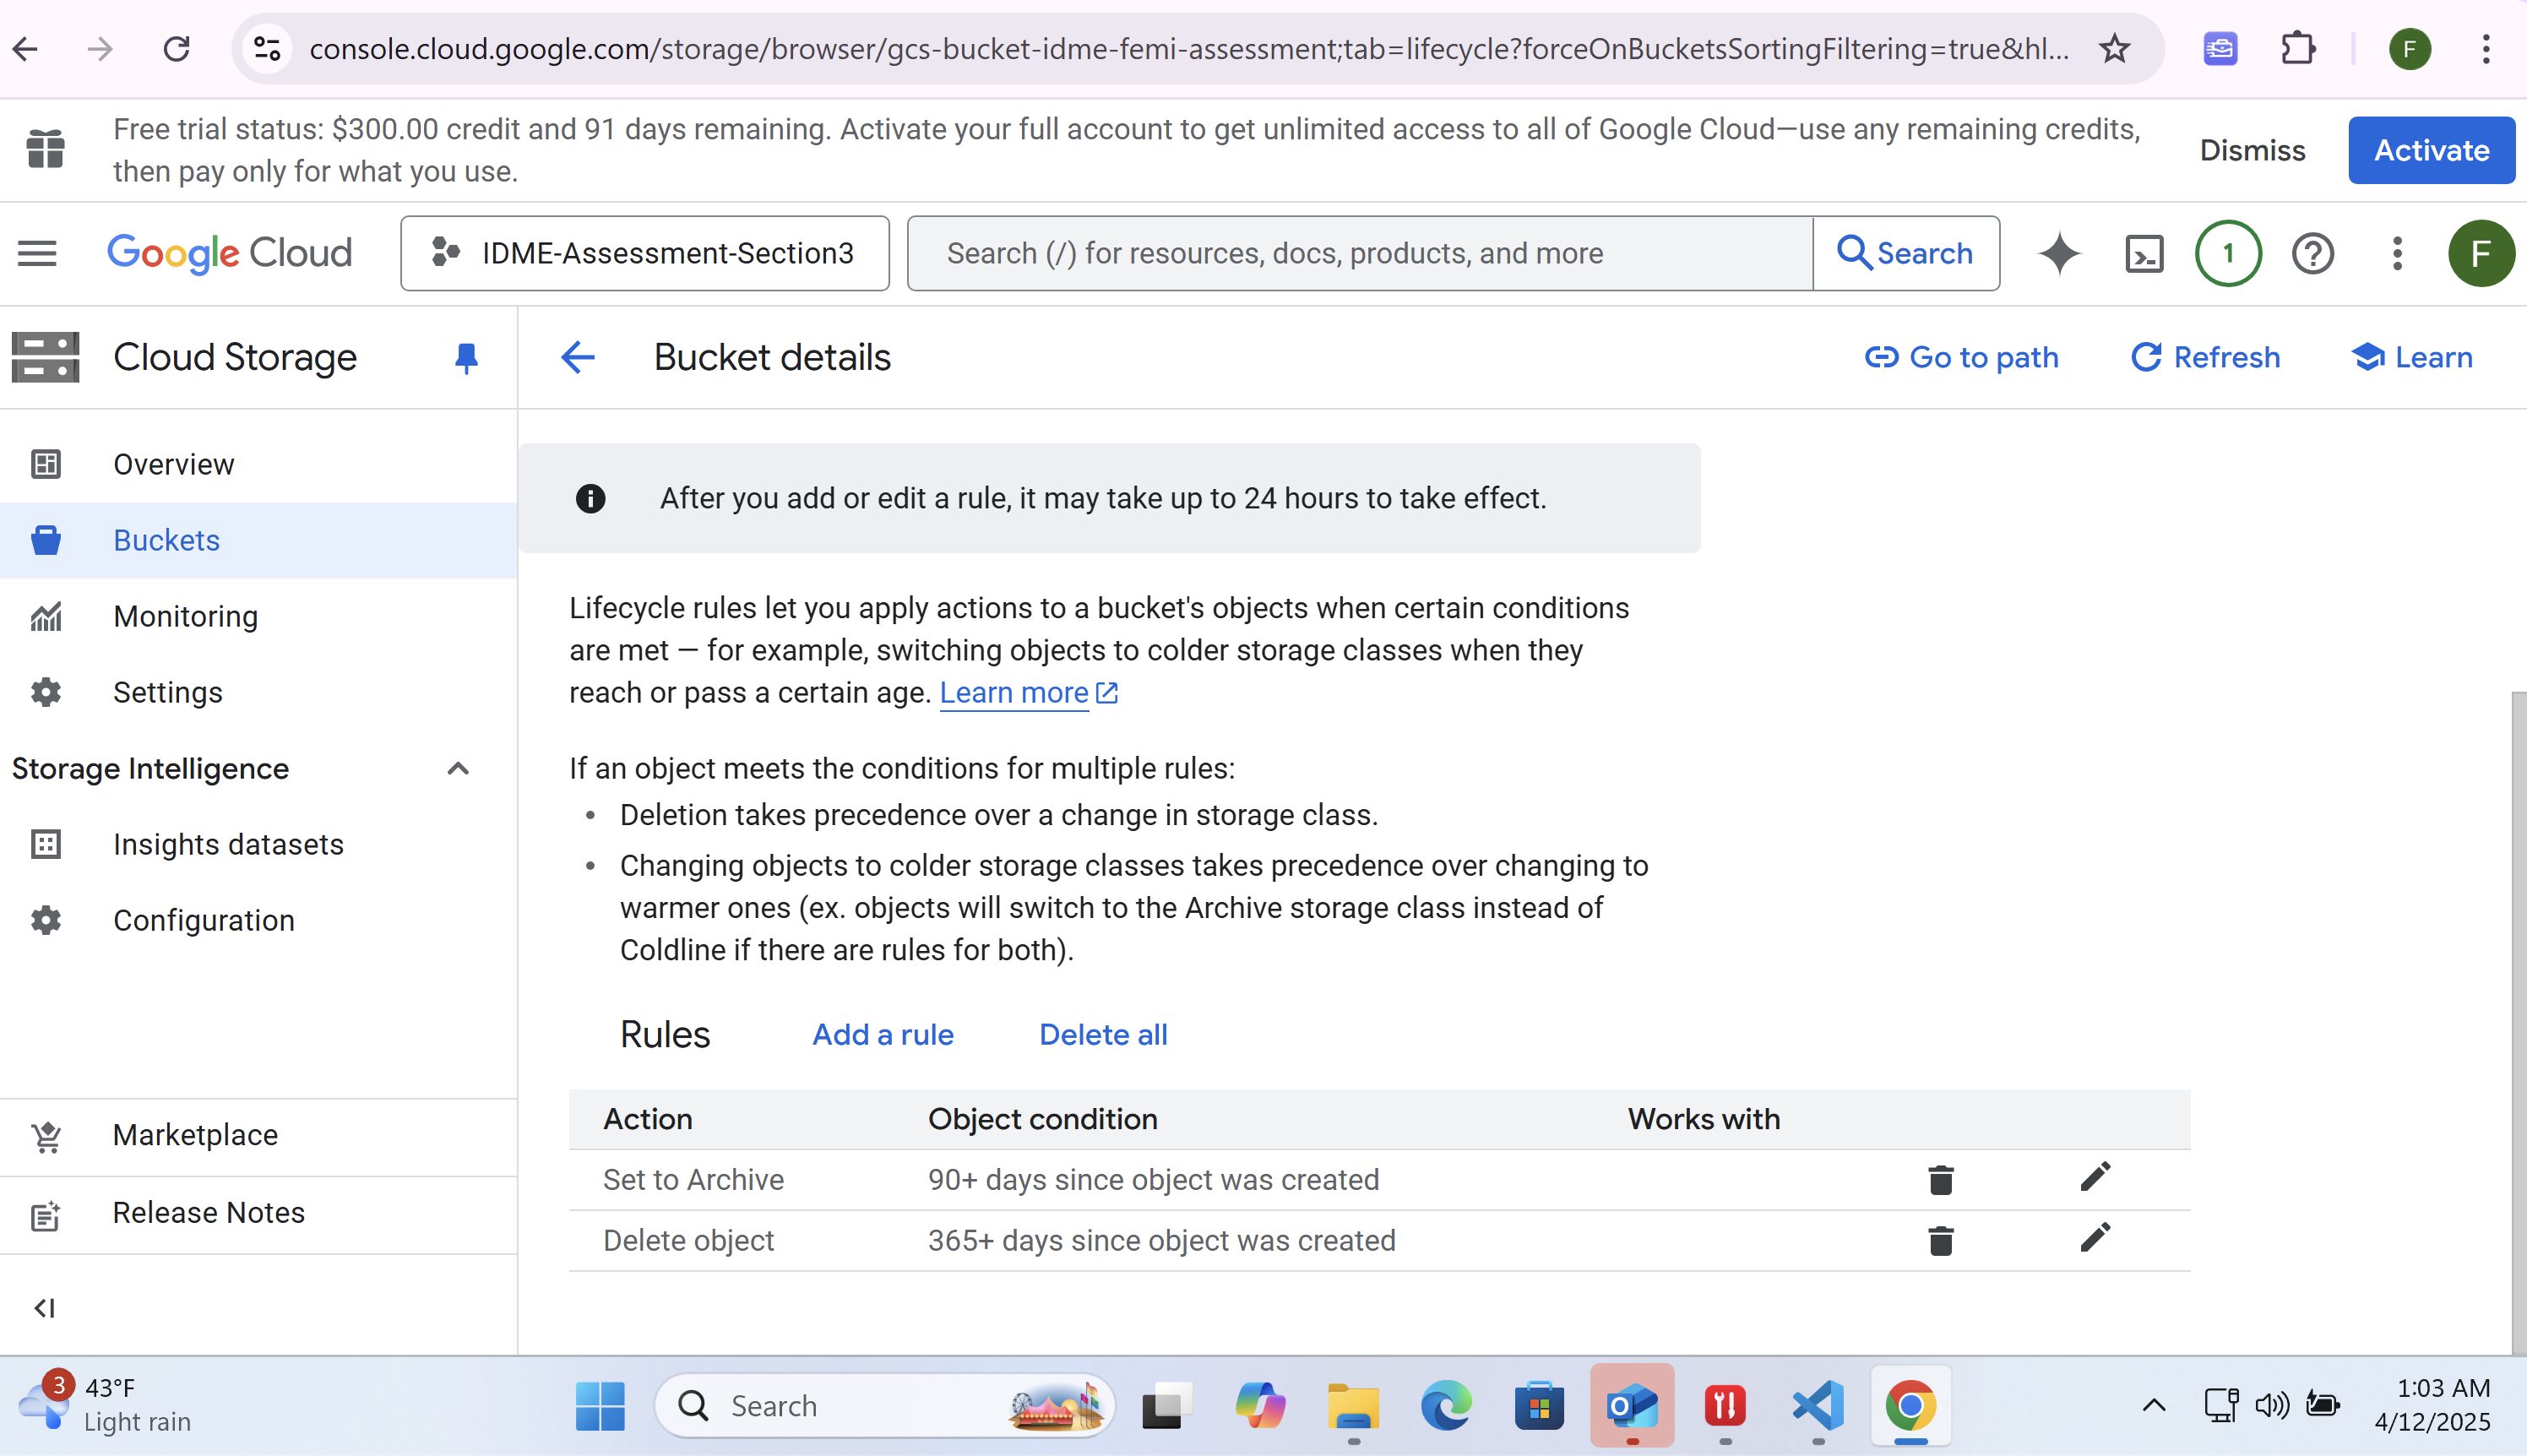 console.cloud.google.com/storage/browser/gcs-bucket-idme-femi-assessment;tab=lifecycle?forceOnBucketsSortingFiltering=true&hl...
F
Free trial status: $300.00 credit and 91 days remaining. Activate your full account to get unlimited access to all of Google Cloud—use any remaining credits,
then pay only for what you use.
Dismiss
Activate
Google Cloud
IDME-Assessment-Section3
Search (/) for resources, docs, products, and more
Search
1
F
Cloud Storage
Bucket details
Go to path
Refresh
Learn
Overview
Buckets
Monitoring
Settings
Storage Intelligence
Insights datasets
Configuration
Marketplace
Release Notes
After you add or edit a rule, it may take up to 24 hours to take effect.
Lifecycle rules let you apply actions to a bucket's objects when certain conditions
are met — for example, switching objects to colder storage classes when they
reach or pass a certain age. Learn more
If an object meets the conditions for multiple rules:
• Deletion takes precedence over a change in storage class.
• Changing objects to colder storage classes takes precedence over changing to
warmer ones (ex. objects will switch to the Archive storage class instead of
Coldline if there are rules for both).
Rules
Add a rule
Delete all
Action Object condition Works with
Set to Archive 90+ days since object was created
Delete object 365+ days since object was created
3
43°F
Light rain
Search
1:03 AM
4/12/2025